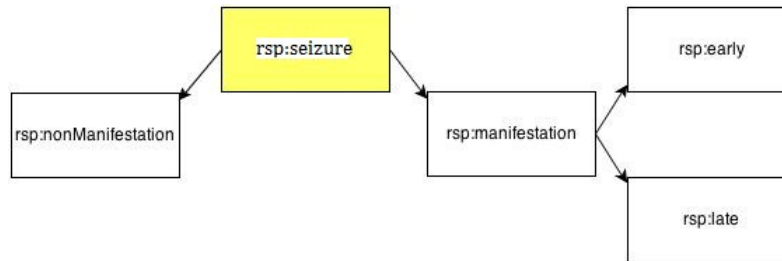 rsp:seizure
rsp:early
rsp:nonManifestation
rsp:manifestation
rsp:late